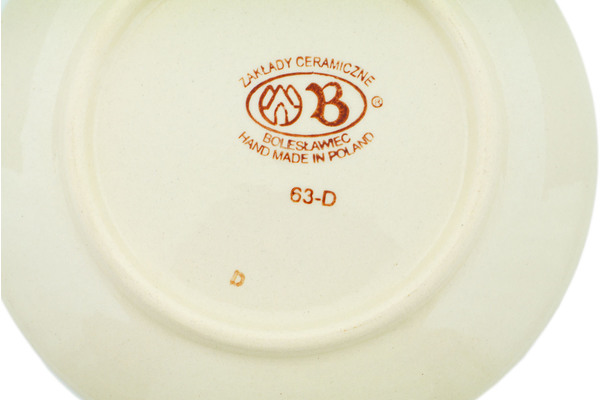 ZAKŁADY CERAMICZNE
B ®
BOLESŁAWIEC
HAND MADE IN POLAND
63-D
D